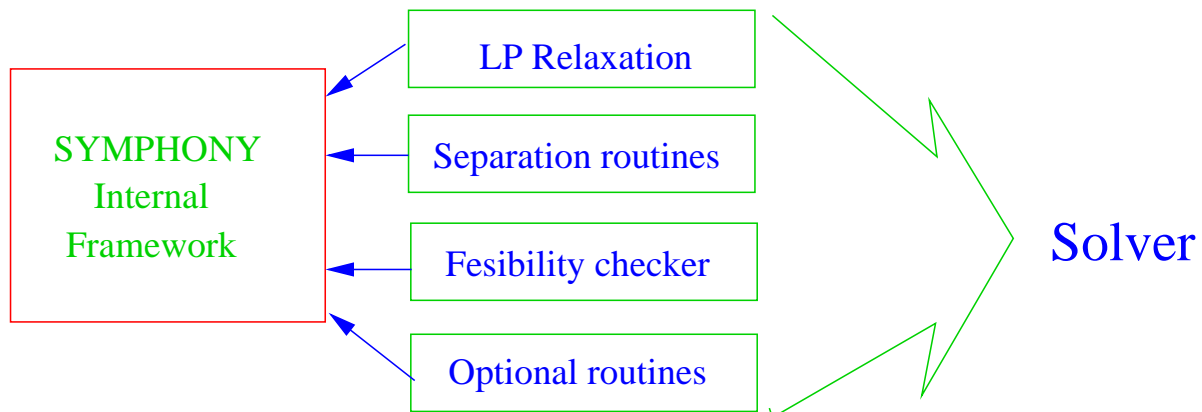 SYMPHONY
Internal
Framework
LP Relaxation
Separation routines
Fesibility checker
Optional routines
Solver